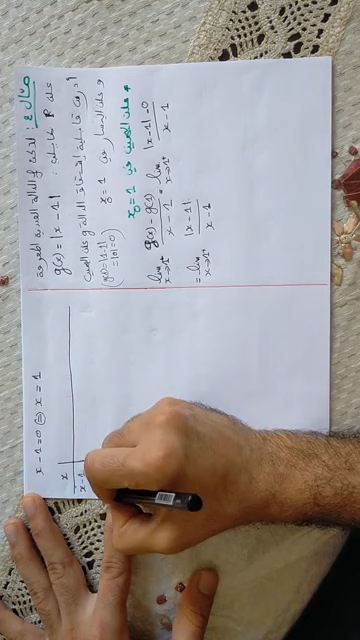 مثال 3: لتكن g الدالة العددية المعرفة
على ℝ كما يلي:
g(x) = |x - 1|
أدرس قابلية إشتقاق الدالة g على اليمين
و على اليسار في x₀ = 1
(g(1) = |1-1|
= |0| = 0)
* على اليمين في x₀ = 1
lim x→1⁺ g(x) - g(1) / x - 1 = lim x→1⁺ |x - 1| - 0 / x - 1
= lim x→1⁺ |x - 1| / x - 1
x - 1 = 0 ⇔ x = 1
x
x - 1